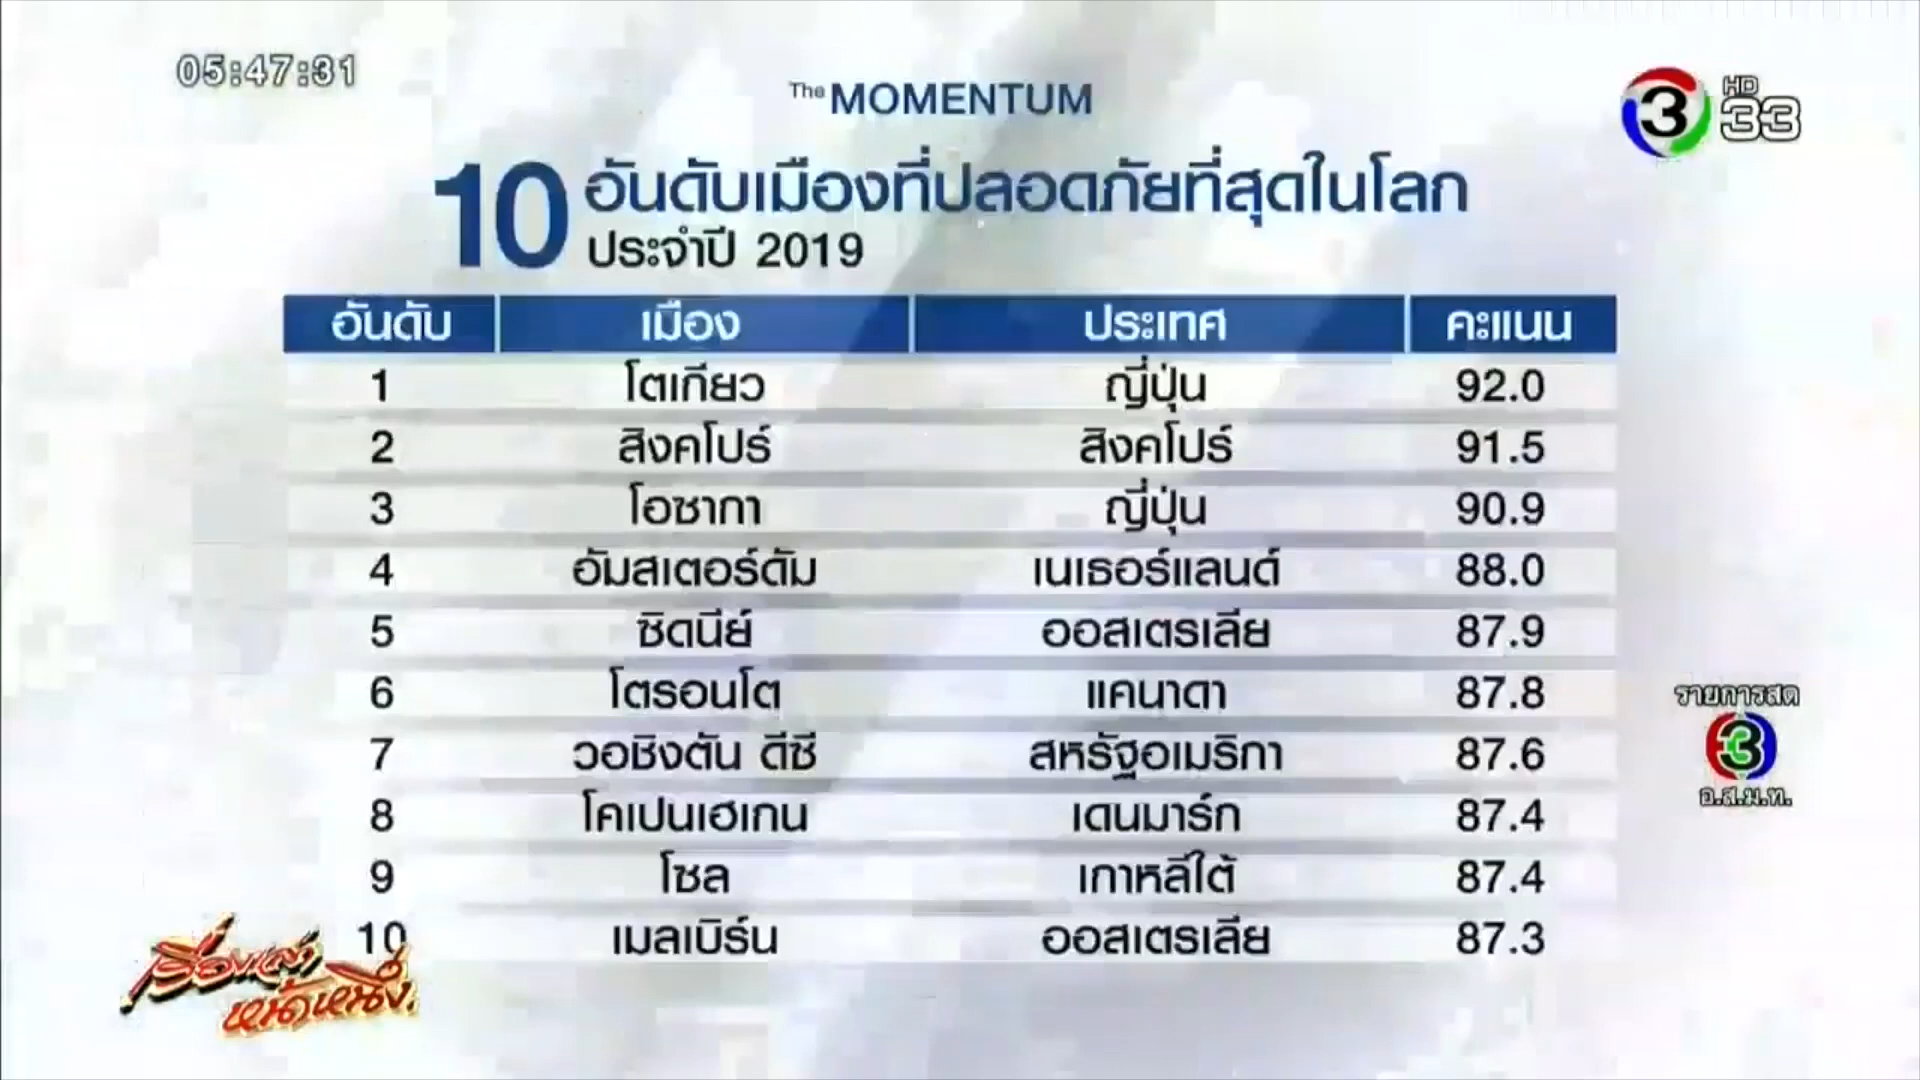 05:47:31
The MOMENTUM
3 HD 33
10 อันดับเมืองที่ปลอดภัยที่สุดในโลก
ประจำปี 2019
อันดับ เมือง ประเทศ คะแนน
1 โตเกียว ญี่ปุ่น 92.0
2 สิงคโปร์ สิงคโปร์ 91.5
3 โอซากา ญี่ปุ่น 90.9
4 อัมสเตอร์ดัม เนเธอร์แลนด์ 88.0
5 ซิดนีย์ ออสเตรเลีย 87.9
6 โตรอนโต แคนาดา 87.8
7 วอชิงตัน ดีซี สหรัฐอเมริกา 87.6
8 โคเปนเฮเกน เดนมาร์ก 87.4
9 โซล เกาหลีใต้ 87.4
10 เมลเบิร์น ออสเตรเลีย 87.3
รายการสด
3
อ.ส.ม.ท.
เรื่องเล่า
หน้าหนึ่ง